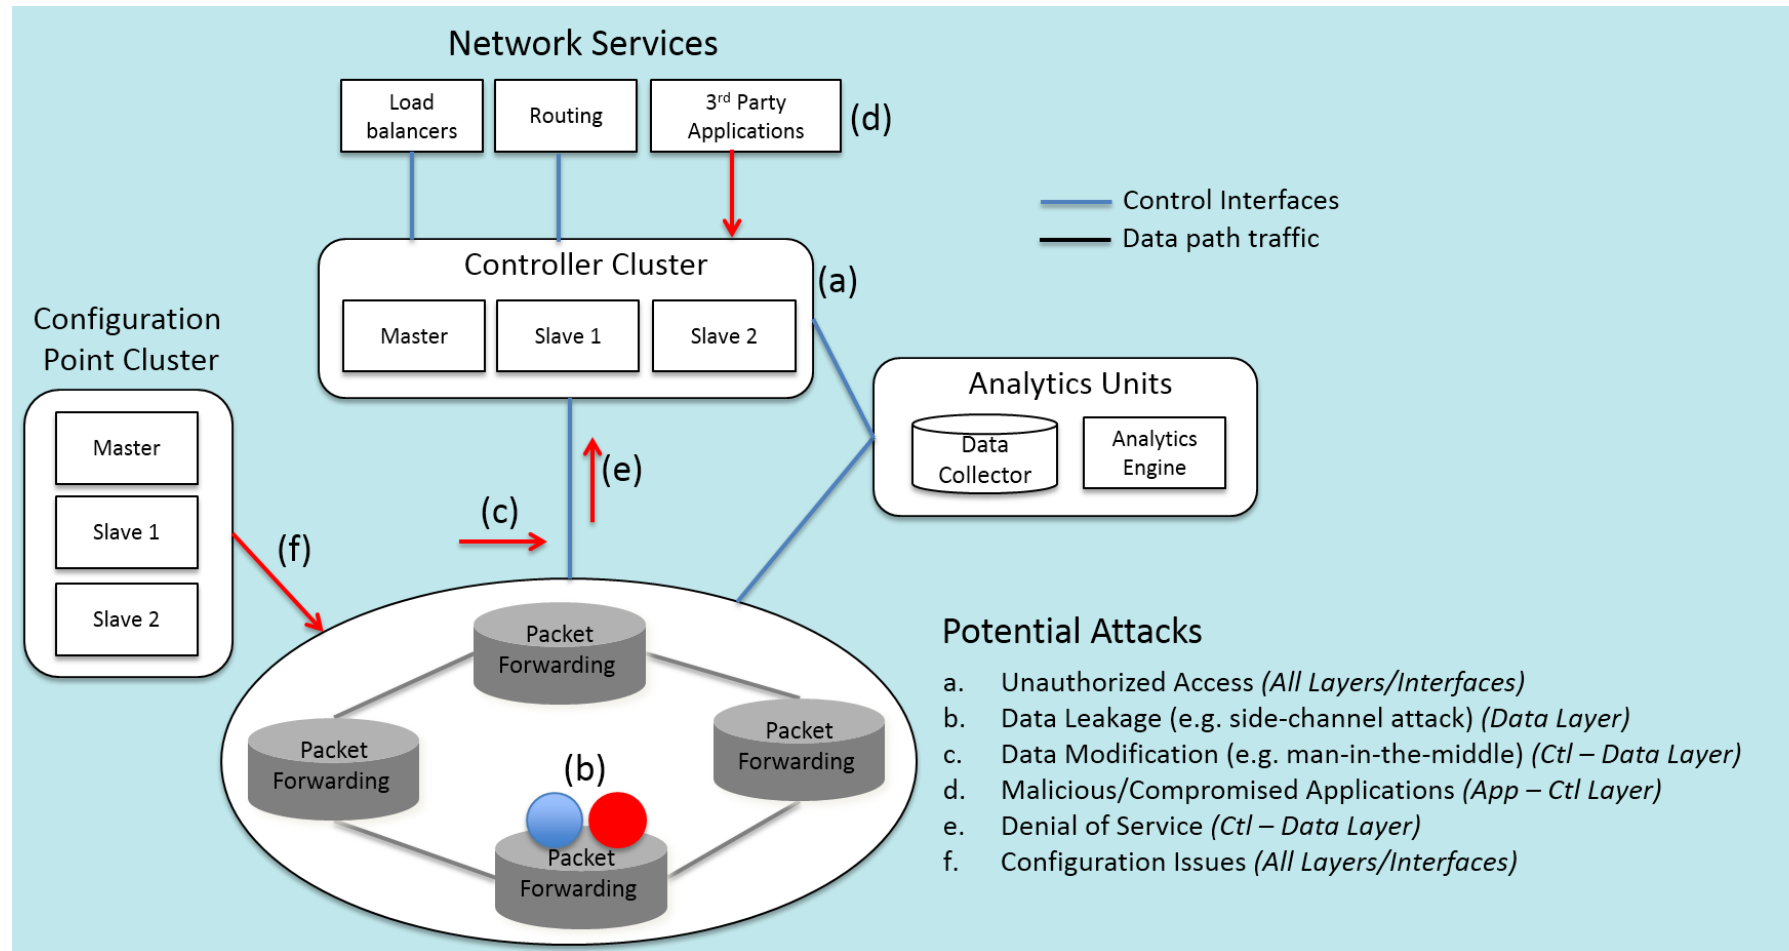 Network Services
Load
balancers
Routing
3rd Party
Applications
(d)
Control Interfaces
Data path traffic
Controller Cluster
(a)
Master
Slave 1
Slave 2
Configuration
Point Cluster
Master
Slave 1
Slave 2
Analytics Units
Data
Collector
Analytics
Engine
(e)
(c)
(f)
Packet
Forwarding
Packet
Forwarding
Packet
Forwarding
(b)
Packet
Forwarding
Potential Attacks
a. Unauthorized Access (All Layers/Interfaces)
b. Data Leakage (e.g. side-channel attack) (Data Layer)
c. Data Modification (e.g. man-in-the-middle) (Ctl – Data Layer)
d. Malicious/Compromised Applications (App – Ctl Layer)
e. Denial of Service (Ctl – Data Layer)
f. Configuration Issues (All Layers/Interfaces)